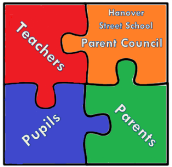 Hanover
Street School
Parent Council
Teachers
Pupils
Parents